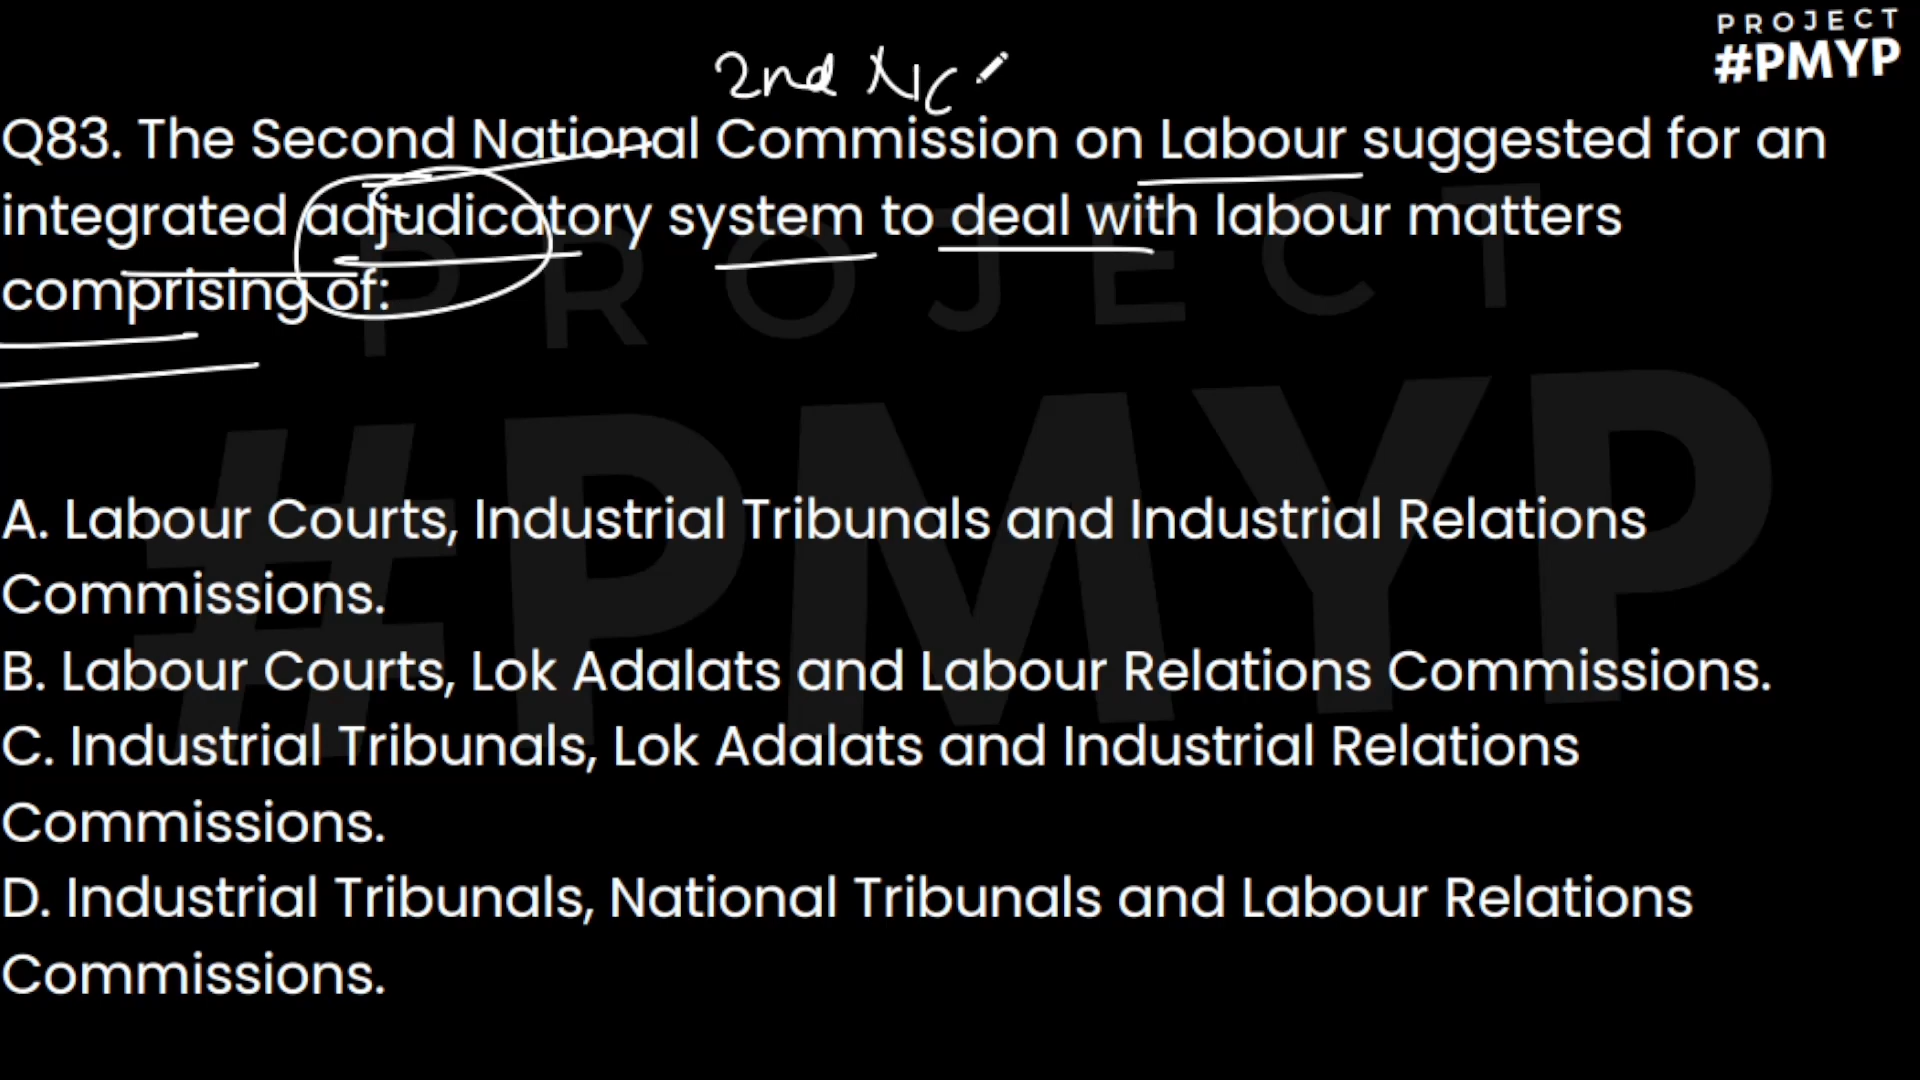 PROJECT
#PMYP
2nd NC
Q83. The Second National Commission on Labour suggested for an
integrated adjudicatory system to deal with labour matters
comprising of:
PROJECT
#PMYP
A. Labour Courts, Industrial Tribunals and Industrial Relations
Commissions.
B. Labour Courts, Lok Adalats and Labour Relations Commissions.
C. Industrial Tribunals, Lok Adalats and Industrial Relations
Commissions.
D. Industrial Tribunals, National Tribunals and Labour Relations
Commissions.